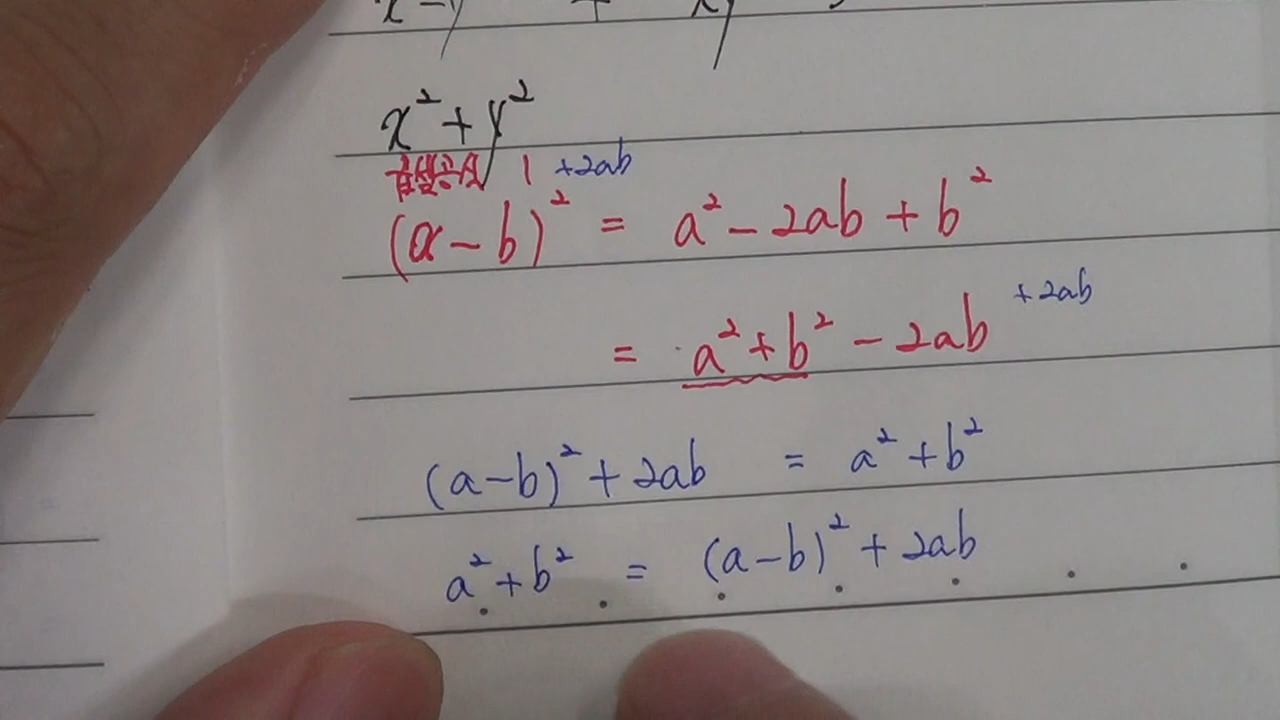 x² + y²
+2ab
(a-b)² = a² - 2ab + b²
= a² + b² - 2ab +2ab
(a-b)² + 2ab = a² + b²
a² + b² = (a-b)² + 2ab